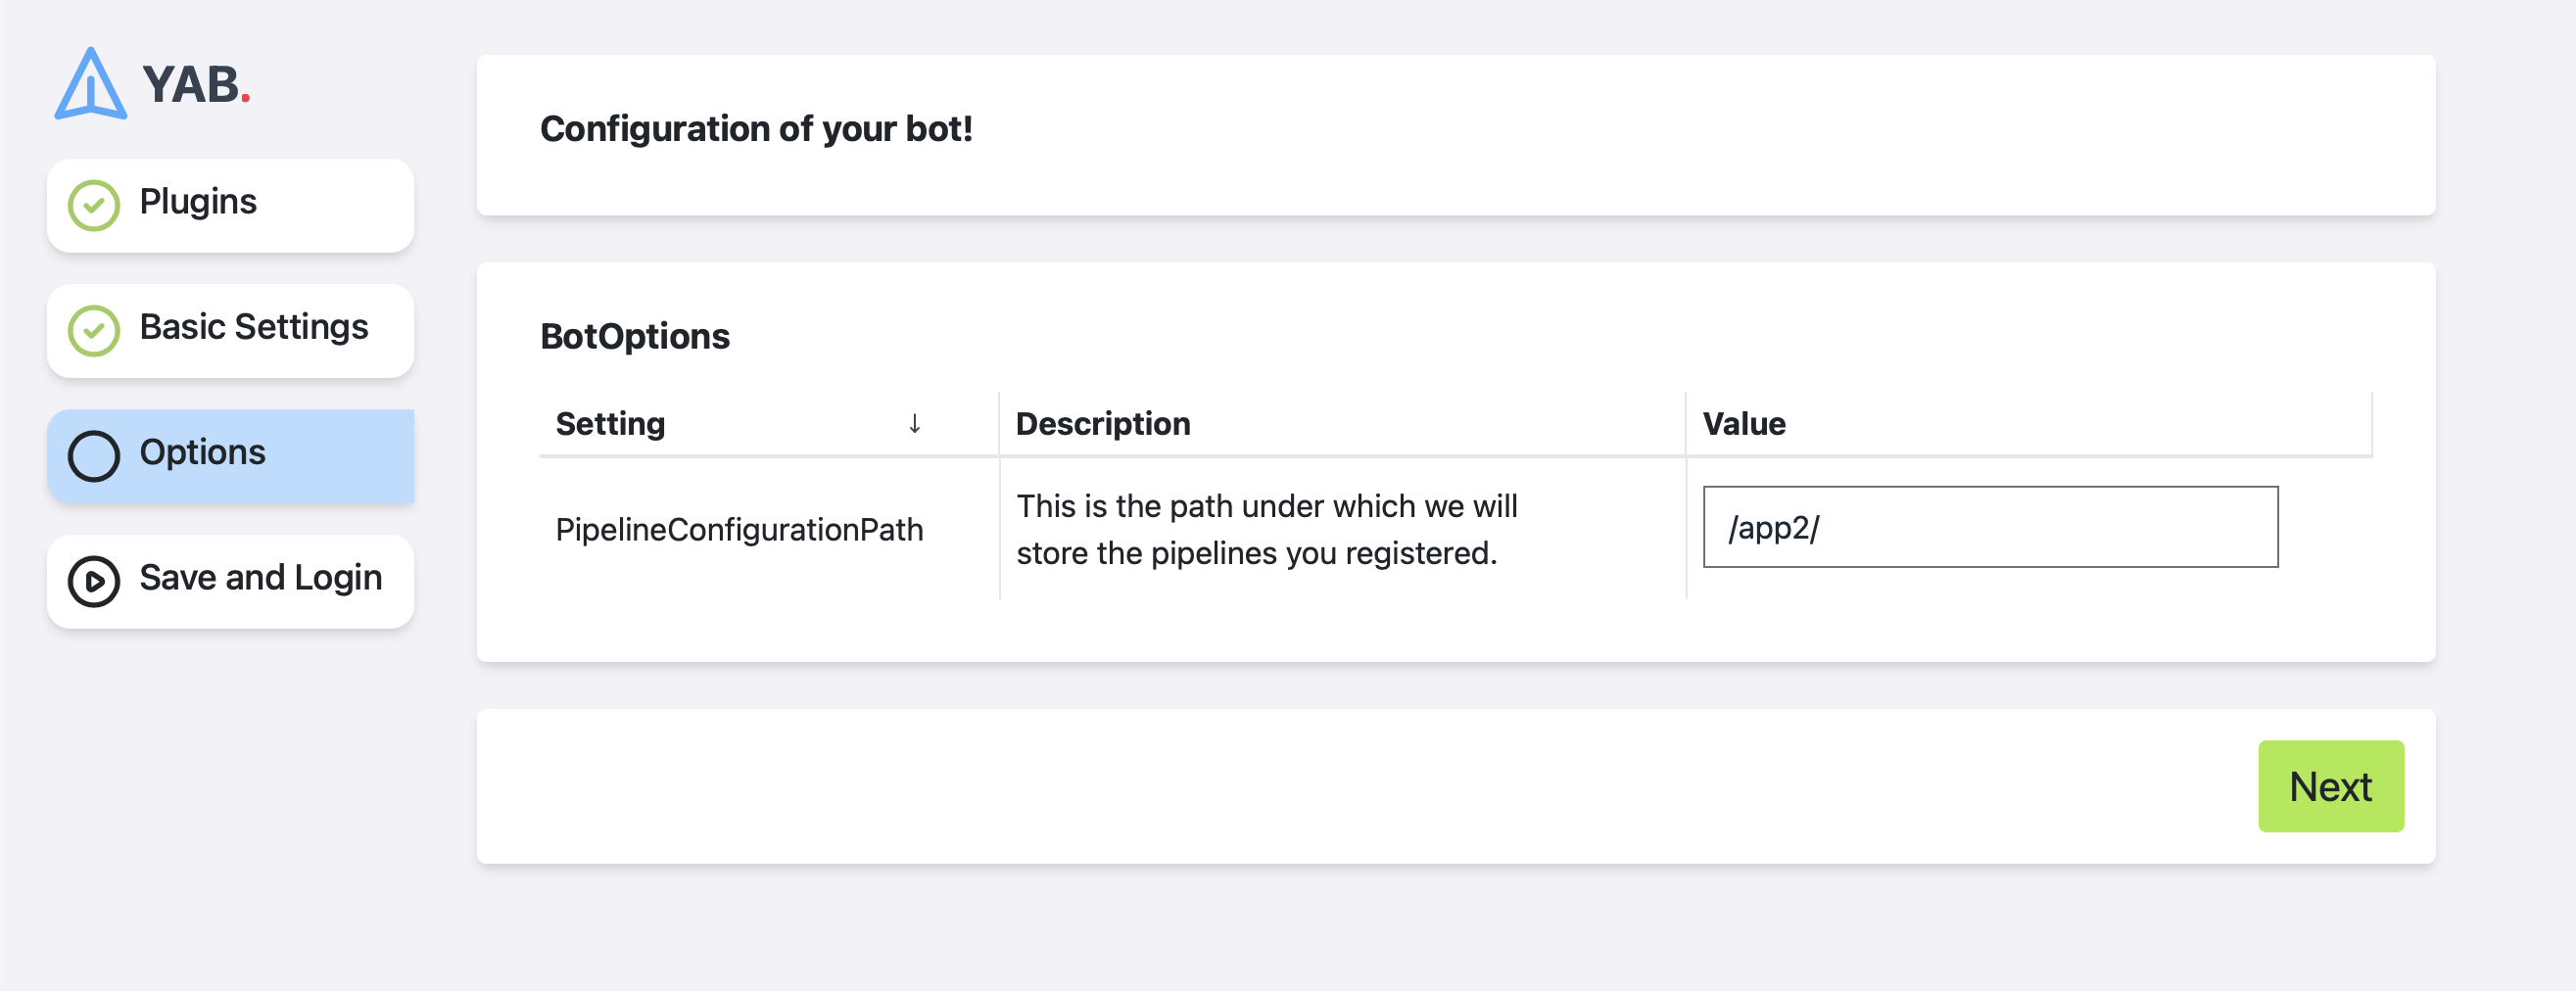 YAB.
Plugins
Basic Settings
Options
Save and Login
Configuration of your bot!
BotOptions
Setting ↓ Description Value
PipelineConfigurationPath
This is the path under which we will
store the pipelines you registered.
/app2/
Next